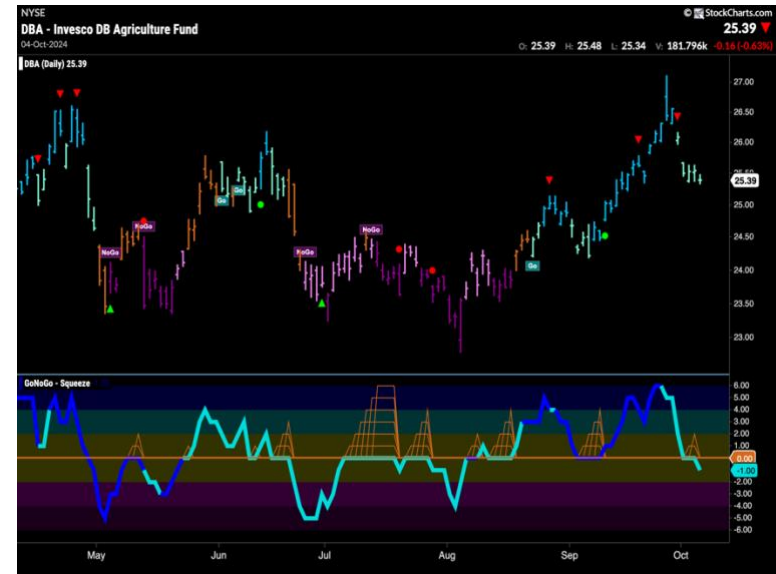 NYSE
© StockCharts.com
DBA - Invesco DB Agriculture Fund
25.39
04-Oct-2024
O: 25.39 H: 25.48 L: 25.34 V: 181.796k -0.16 (-0.63%)
DBA (Daily) 25.39
27.00
26.50
26.00
25.39
25.00
24.50
24.00
23.50
23.00
NoGo
NoGo
Go
Go
NoGo
NoGo
Go
GoNoGo - Squeeze
6.00
5.00
4.00
3.00
2.00
1.00
0.00
-1.00
-2.00
-3.00
-4.00
-5.00
-6.00
May Jun Jul Aug Sep Oct